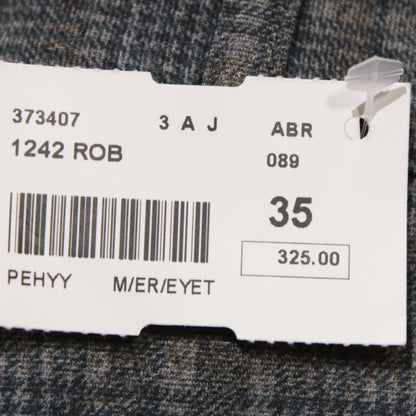 373407 3 A J ABR
1242 ROB 089
35
325.00
PEHYY M/ER/EYET